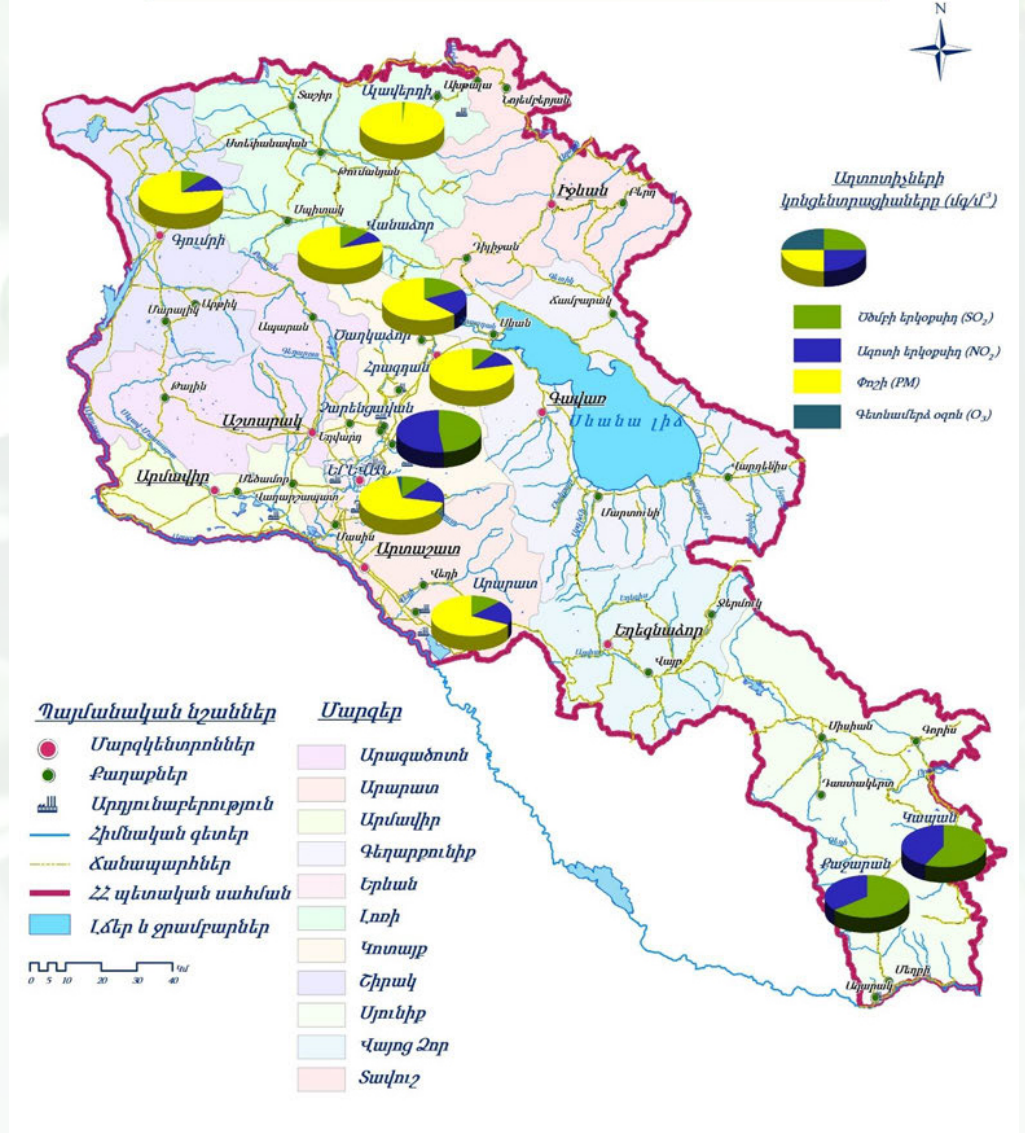 N
Ալավերդի
Ախթալա
Նոյեմբերյան
Տաշիր
Ստեփանավան
Թումանյան
Իջևան
Բերդ
Սպիտակ
Վանաձոր
Գյումրի
Դիլիջան
Ճամբարակ
Մարալիկ
Արթիկ
Ապարան
Ծաղկաձոր
Սևան
Հրազդան
Գավառ
Սևանա լիճ
Թալին
Չարենցավան
Աշտարակ
Եղվարդ
ԵՐԵՎԱՆ
Արմավիր
Մեծամոր
Վաղարշապատ
Վարդենիս
Մարտունի
Մասիս
Արտաշատ
Վեդի
Արարատ
Ջերմուկ
Եղեգնաձոր
Վայք
Սիսիան
Գորիս
Դաստակերտ
Կապան
Քաջարան
Մեղրի
Ագարակ
Աղտոտիչների
կոնցենտրացիաները (մգ/մ³)
Ծծմբի երկօքսիդ (SO₂)
Ազոտի երկօքսիդ (NO₂)
Փոշի (PM)
Գետնամերձ օզոն (O₃)
Պայմանական նշաններ
Մարզկենտրոններ
Քաղաքներ
Արդյունաբերություն
Հիմնական գետեր
Ճանապարհներ
ՀՀ պետական սահման
Լճեր և ջրամբարներ
կմ
0 5 10 20 30 40
Մարզեր
Արագածոտն
Արարատ
Արմավիր
Գեղարքունիք
Երևան
Լոռի
Կոտայք
Շիրակ
Սյունիք
Վայոց Ձոր
Տավուշ